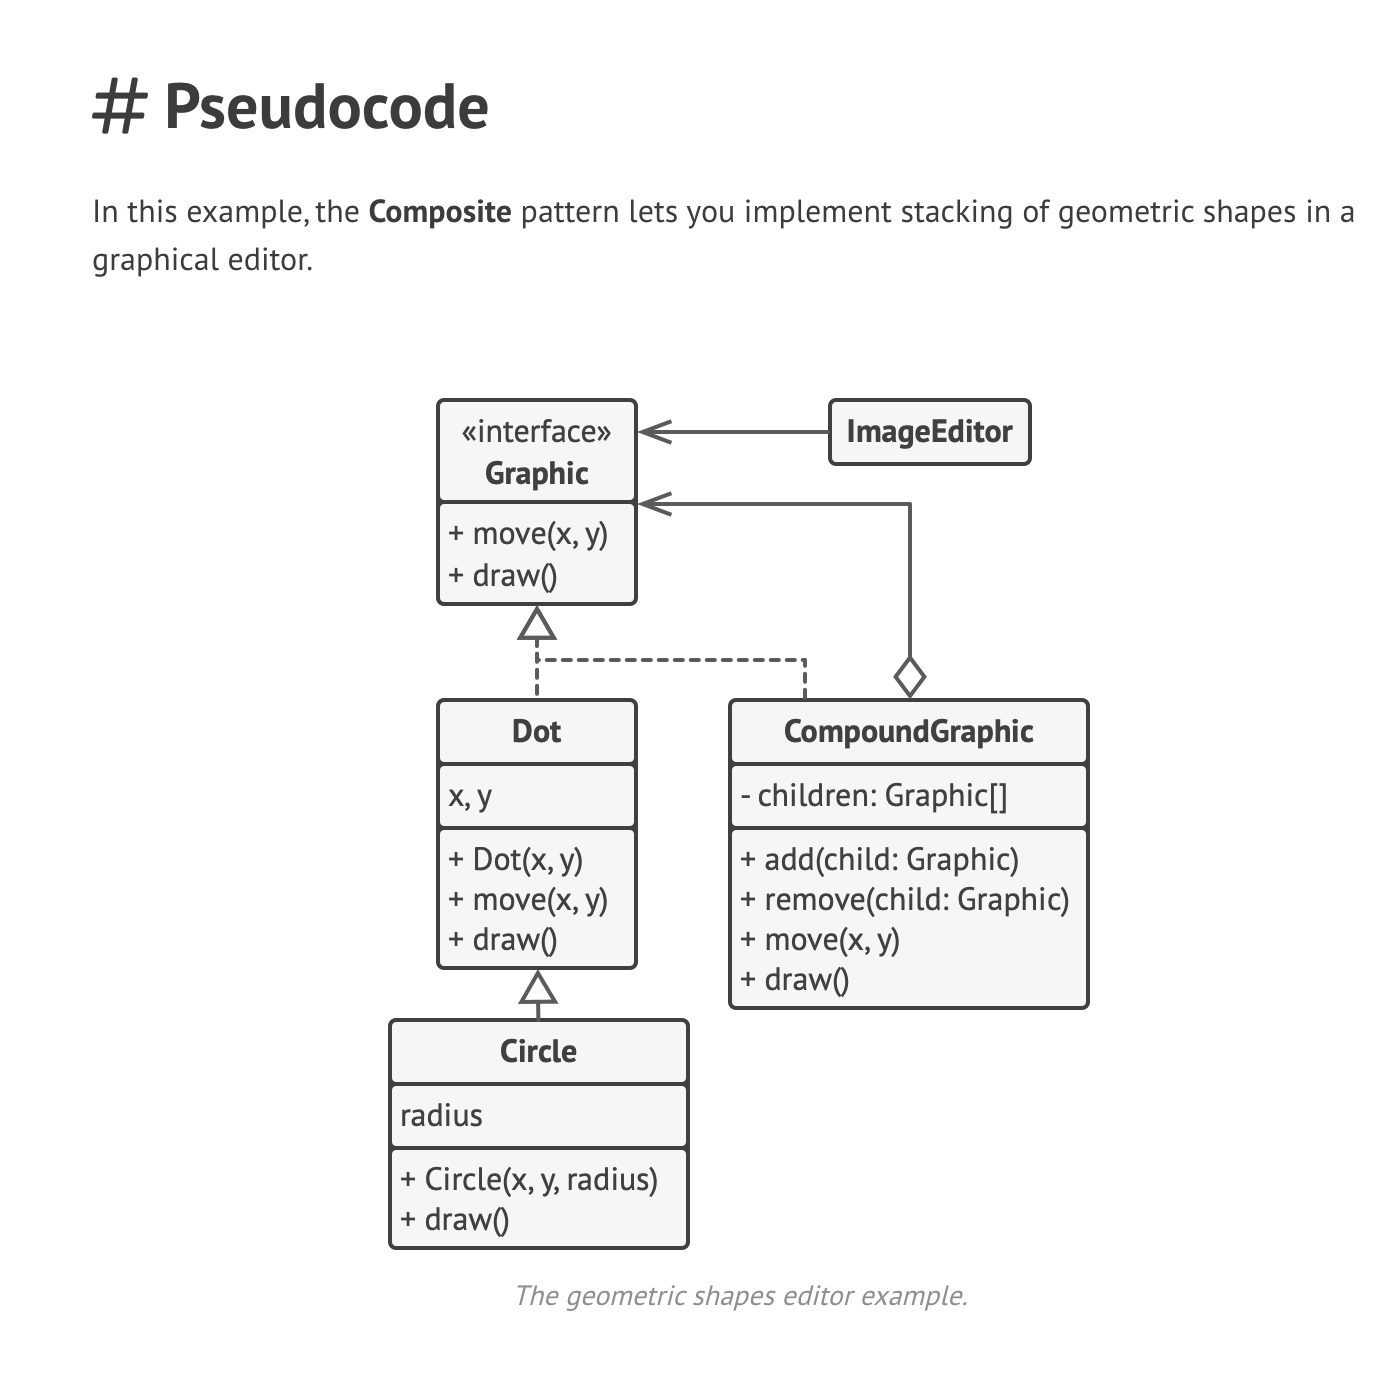 # Pseudocode
In this example, the Composite pattern lets you implement stacking of geometric shapes in a
graphical editor.
«interface»
Graphic
+ move(x, y)
+ draw()
ImageEditor
Dot
x, y
+ Dot(x, y)
+ move(x, y)
+ draw()
CompoundGraphic
- children: Graphic[]
+ add(child: Graphic)
+ remove(child: Graphic)
+ move(x, y)
+ draw()
Circle
radius
+ Circle(x, y, radius)
+ draw()
The geometric shapes editor example.